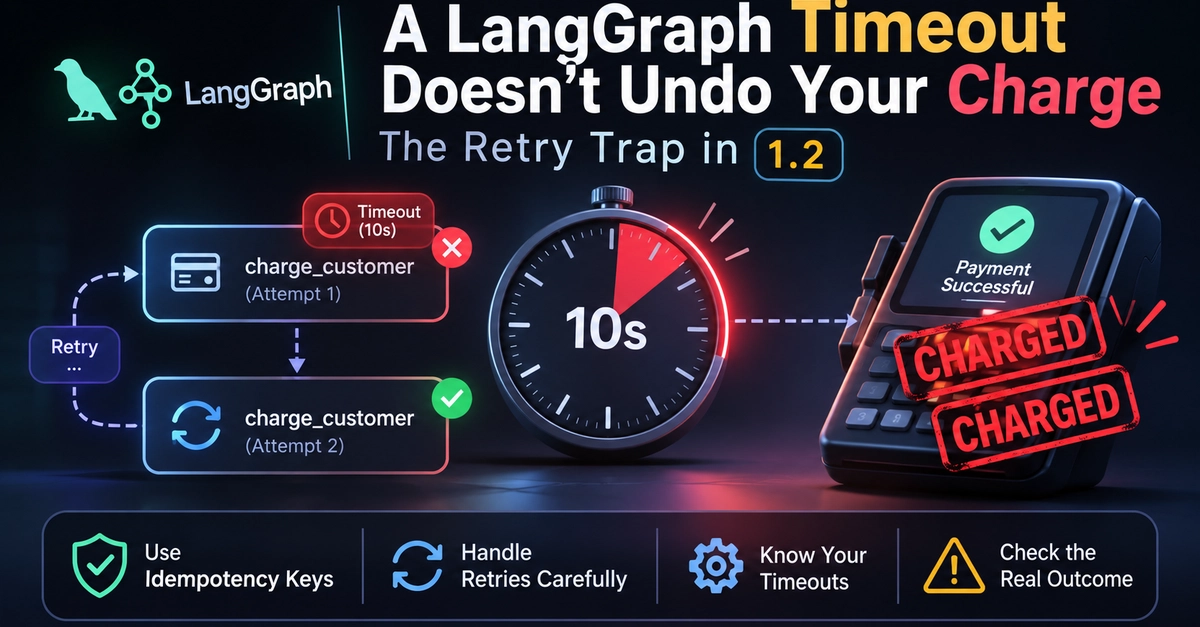 LangGraph
A LangGraph Timeout
Doesn't Undo Your Charge
The Retry Trap in 1.2
Timeout
(10s)
charge_customer
(Attempt 1)
Retry
...
charge_customer
(Attempt 2)
10s
Payment
Successful
CHARGED
CHARGED
Use
Idempotency Keys
Handle
Retries Carefully
Know Your
Timeouts
Check the
Real Outcome